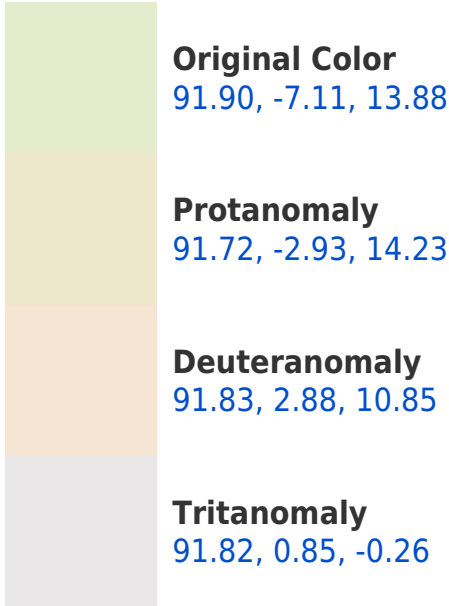 Original Color
91.90, -7.11, 13.88
Protanomaly
91.72, -2.93, 14.23
Deuteranomaly
91.83, 2.88, 10.85
Tritanomaly
91.82, 0.85, -0.26